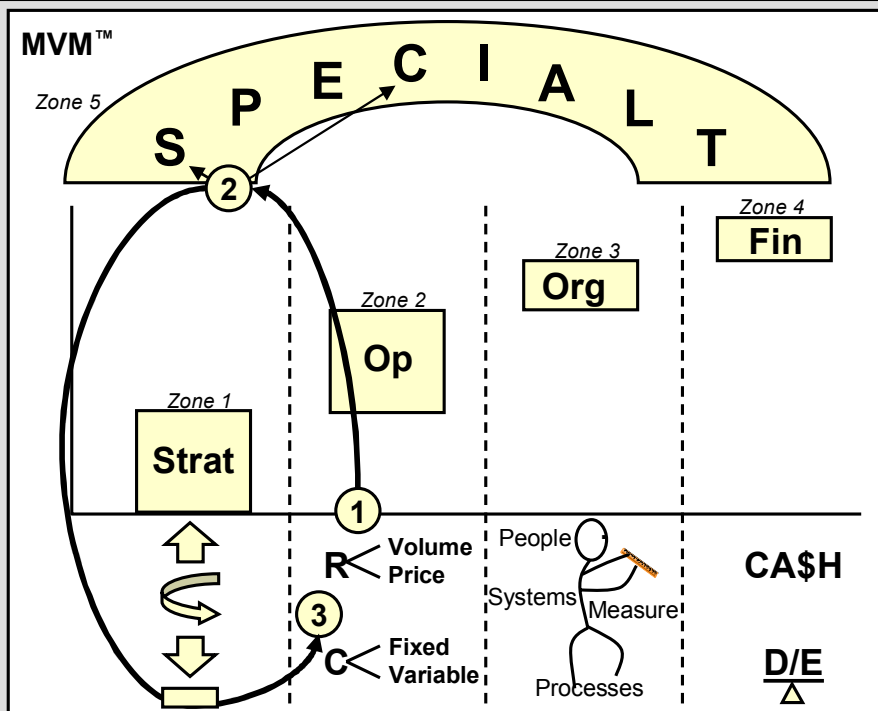 MVM™
Zone 5
S P E C I A L T
2
Zone 4
Fin
Zone 3
Org
Zone 2
Op
Zone 1
Strat
1
R
Volume
Price
3
C
Fixed
Variable
People
Systems
Measure
Processes
CA$H
D/E